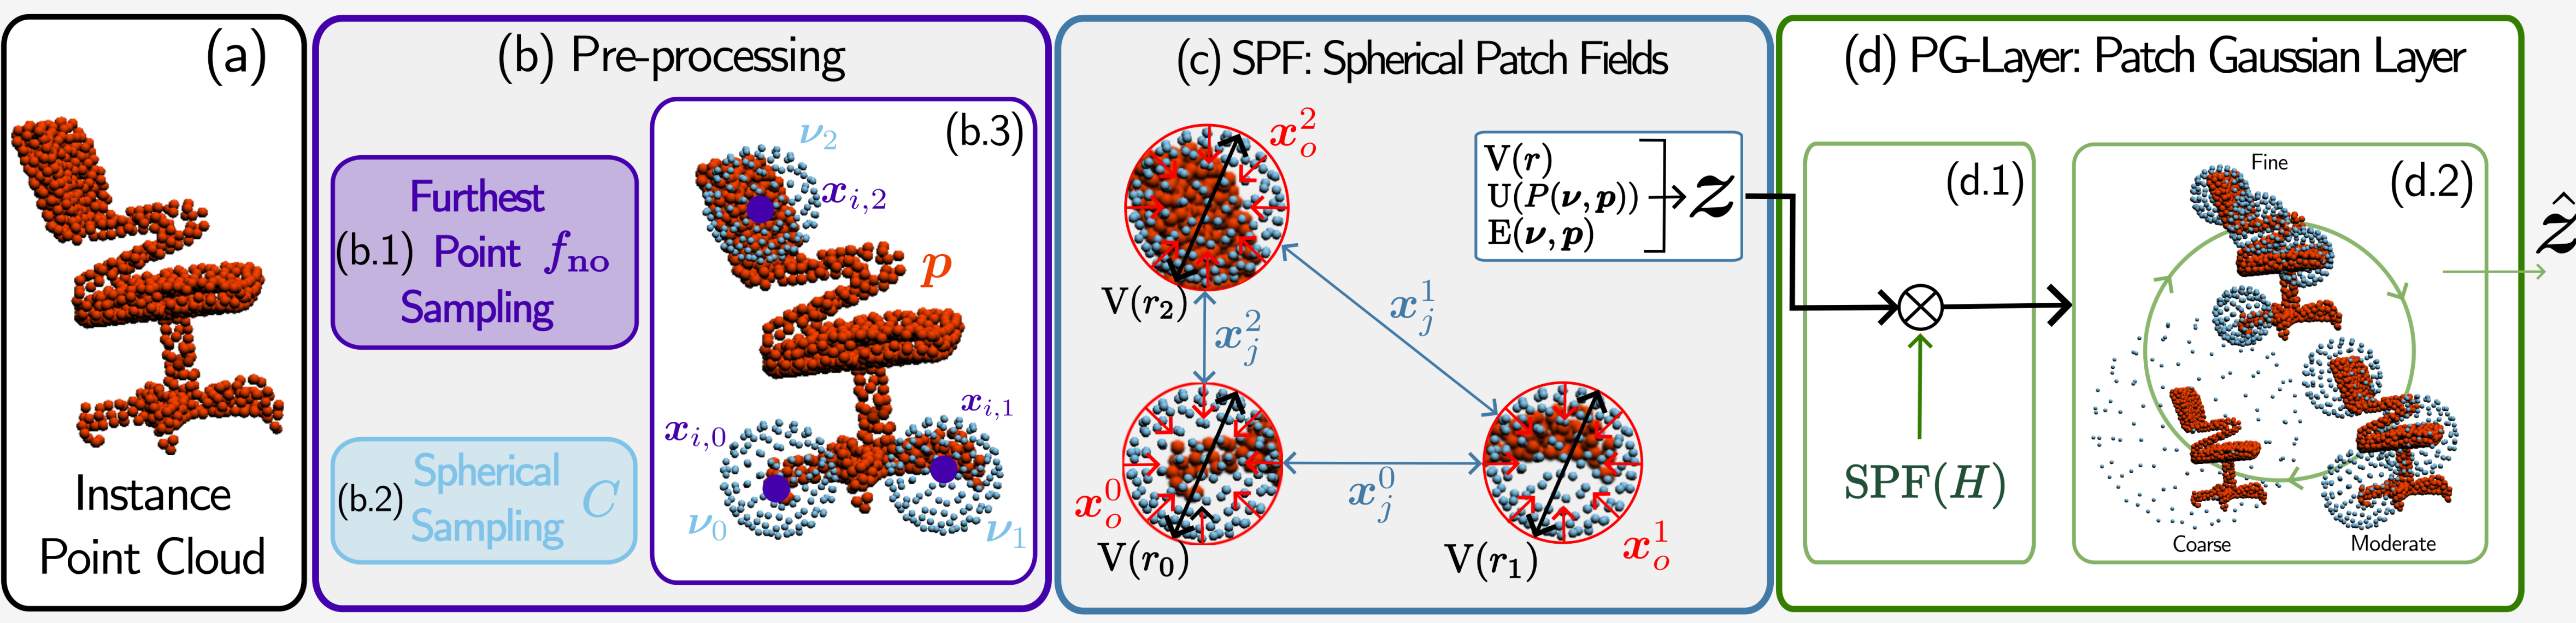 (a)
Instance
Point Cloud
(b) Pre-processing
(b.1)
Furthest
Point f_no
Sampling
(b.2)
Spherical
Sampling
C
(b.3)
ν_2
x_{i,2}
p
x_{i,1}
x_{i,0}
ν_0
ν_1
(c) SPF: Spherical Patch Fields
x_o^2
V(r_2)
x_j^2
x_j^1
x_o^0
x_j^0
V(r_0)
V(r_1)
x_o^1
V(r)
U(P(ν, p))
E(ν, p)
z
(d) PG-Layer: Patch Gaussian Layer
(d.1)
SPF(H)
(d.2)
Fine
Coarse
Moderate
ẑ